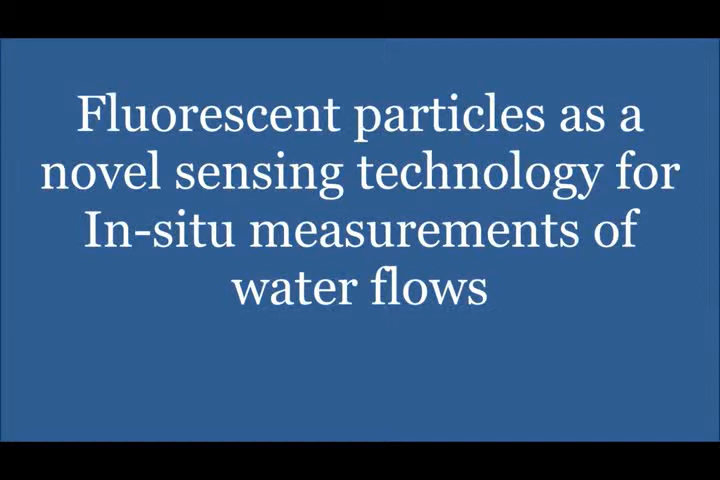 Fluorescent particles as a
novel sensing technology for
In-situ measurements of
water flows